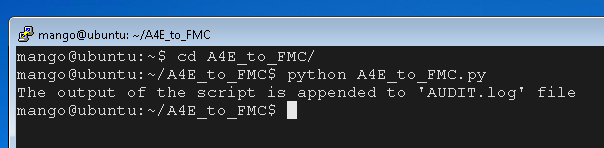 mango@ubuntu: ~/A4E_to_FMC
mango@ubuntu:~$ cd A4E_to_FMC/
mango@ubuntu:~/A4E_to_FMC$ python A4E_to_FMC.py
The output of the script is appended to 'AUDIT.log' file
mango@ubuntu:~/A4E_to_FMC$